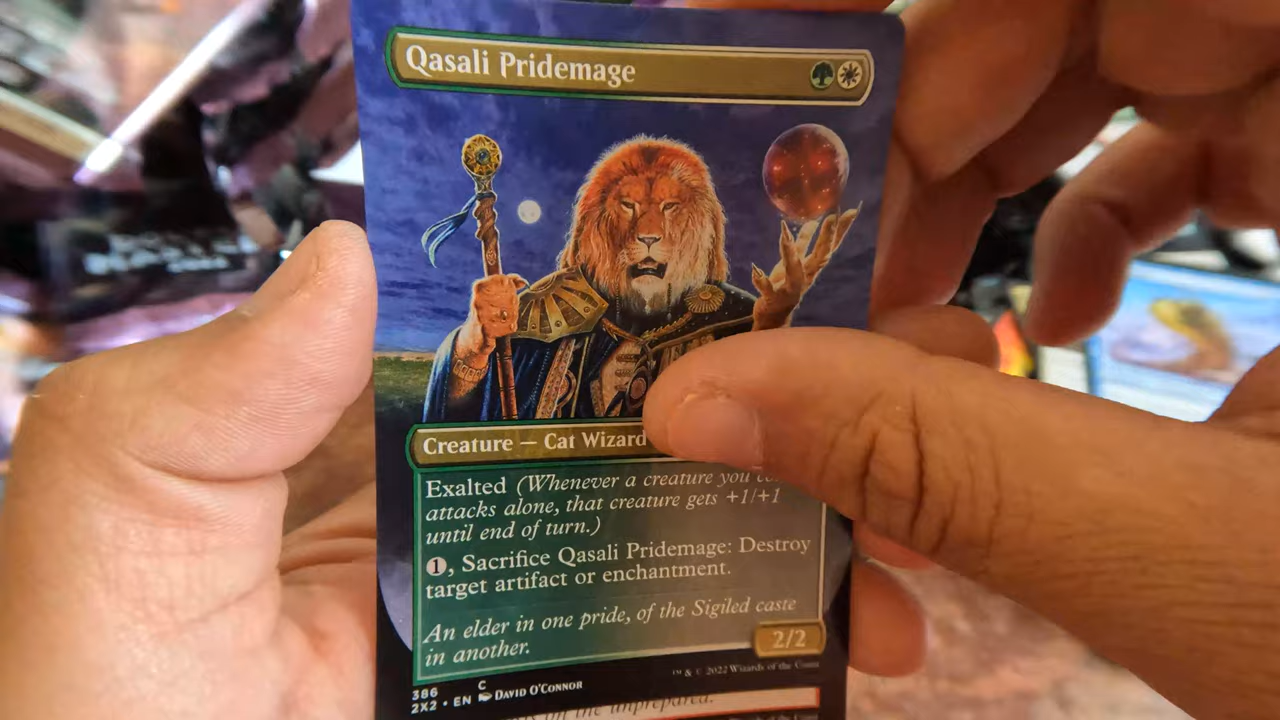 Qasali Pridemage
Creature — Cat Wizard
Exalted (Whenever a creature you
attacks alone, that creature gets +1/+1
until end of turn.)
1, Sacrifice Qasali Pridemage: Destroy
target artifact or enchantment.
An elder in one pride, of the Sigiled caste
in another.
2/2
386 C
2X2 • EN DAVID O'CONNOR
™ & © 2022 Wizards of the Coast
the unprepared.